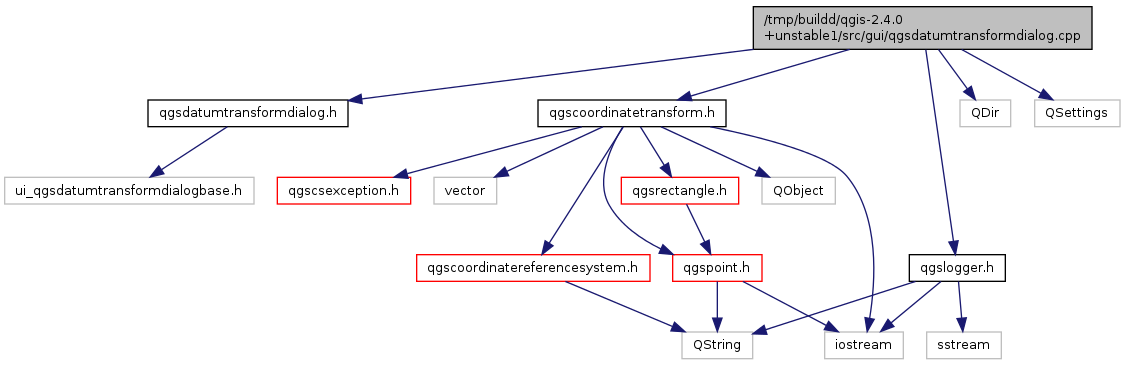 /tmp/buildd/qgis-2.4.0
+unstable1/src/gui/qgsdatumtransformdialog.cpp
qgsdatumtransformdialog.h
qgscoordinatetransform.h
QDir
QSettings
ui_qgsdatumtransformdialogbase.h
qgscsexception.h
vector
qgsrectangle.h
QObject
qgscoordinatereferencesystem.h
qgspoint.h
qgslogger.h
QString
iostream
sstream